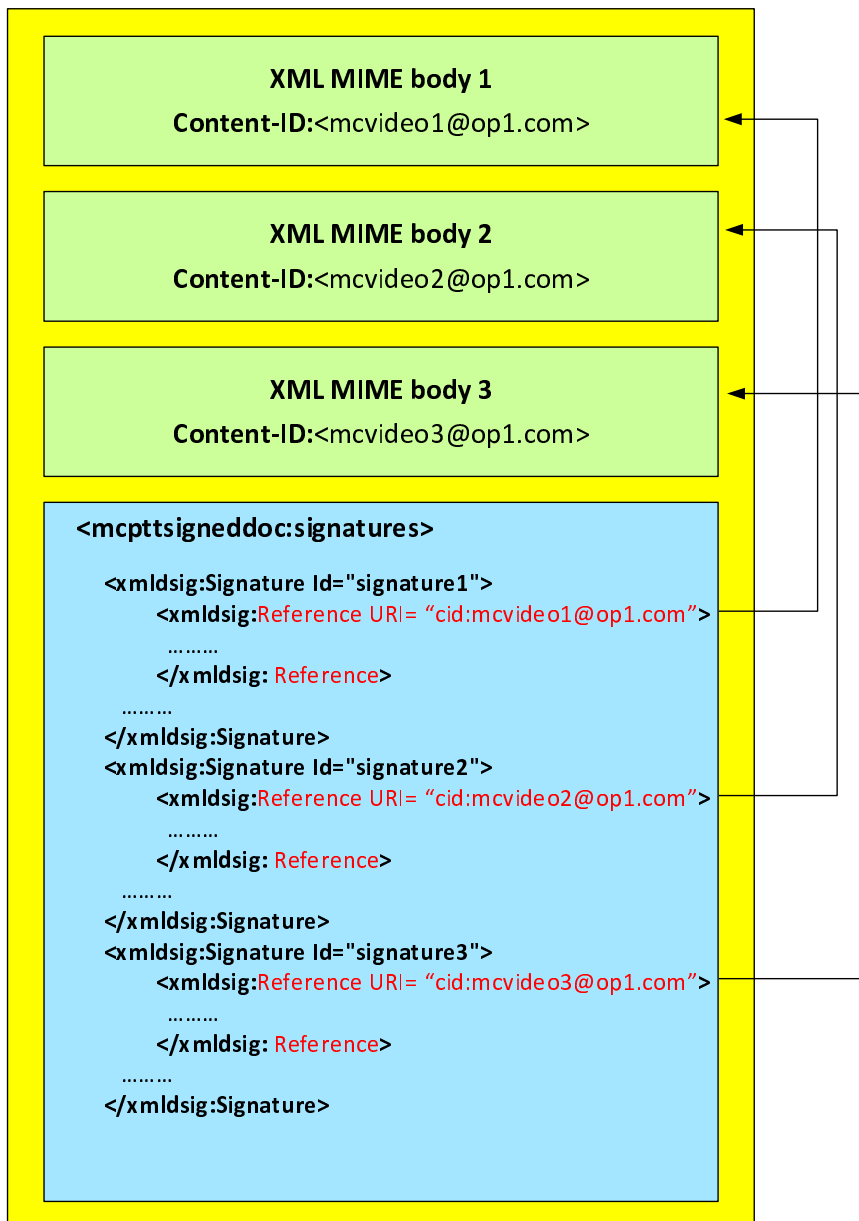 XML MIME body 1
Content-ID:<mcvideo1@op1.com>
XML MIME body 2
Content-ID:<mcvideo2@op1.com>
XML MIME body 3
Content-ID:<mcvideo3@op1.com>
<mcpttsigneddoc:signatures>
<xmldsig:Signature Id="signature1">
<xmldsig:Reference URI= “cid:mcvideo1@op1.com”>
………
</xmldsig: Reference>
………
</xmldsig:Signature>
<xmldsig:Signature Id="signature2">
<xmldsig:Reference URI= “cid:mcvideo2@op1.com”>
………
</xmldsig: Reference>
………
</xmldsig:Signature>
<xmldsig:Signature Id="signature3">
<xmldsig:Reference URI= “cid:mcvideo3@op1.com”>
………
</xmldsig: Reference>
………
</xmldsig:Signature>